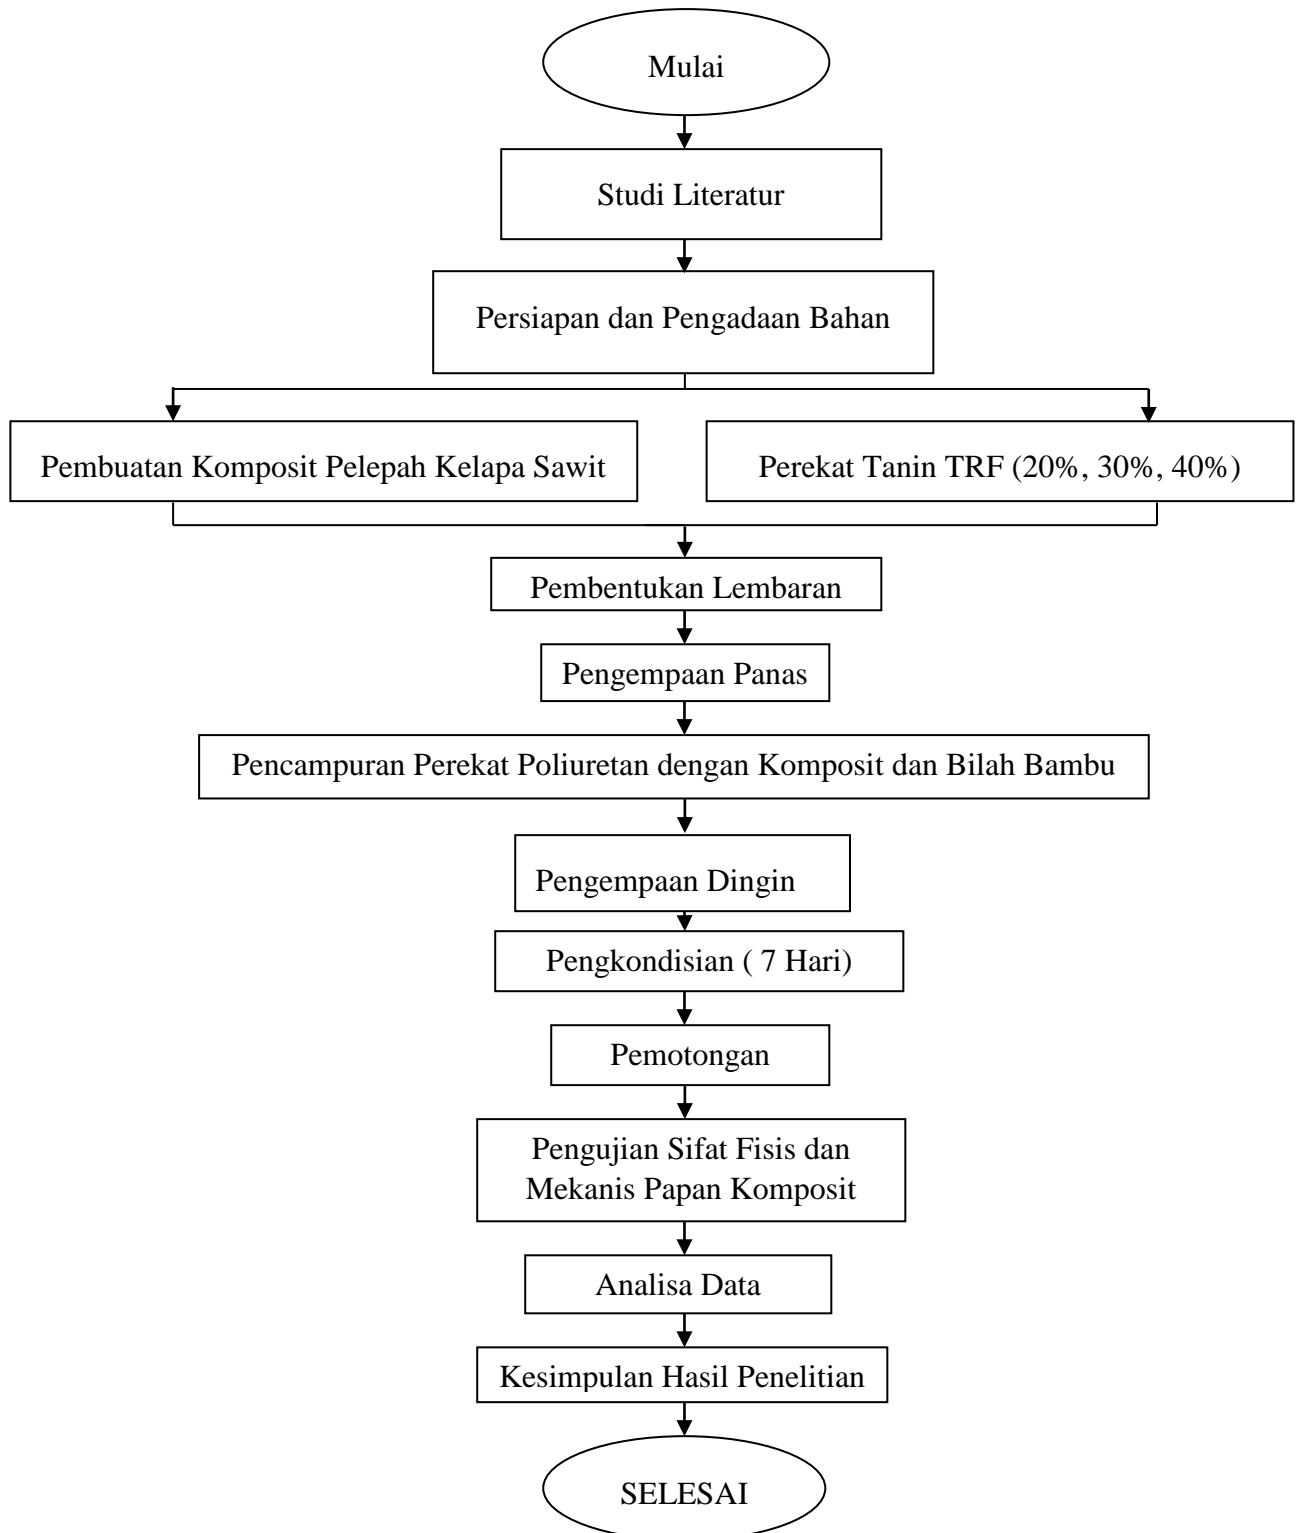 Mulai
Studi Literatur
Persiapan dan Pengadaan Bahan
Pembuatan Komposit Pelepah Kelapa Sawit
Perekat Tanin TRF (20%, 30%, 40%)
Pembentukan Lembaran
Pengempaan Panas
Pencampuran Perekat Poliuretan dengan Komposit dan Bilah Bambu
Pengempaan Dingin
Pengkondisian ( 7 Hari)
Pemotongan
Pengujian Sifat Fisis dan
Mekanis Papan Komposit
Analisa Data
Kesimpulan Hasil Penelitian
SELESAI